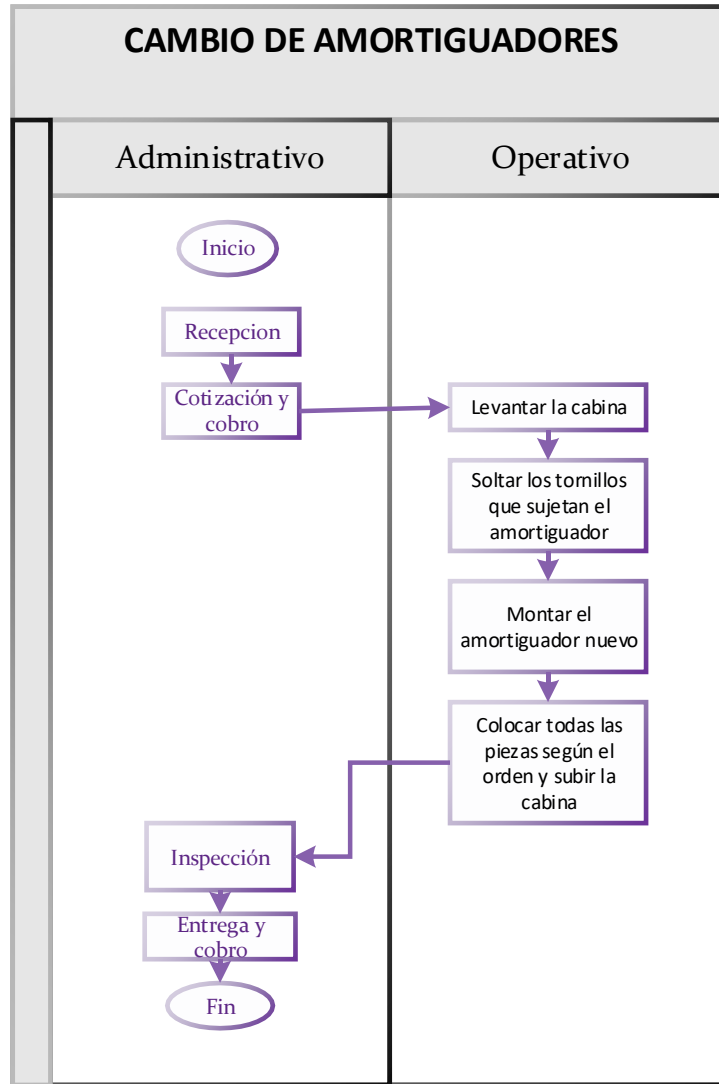 CAMBIO DE AMORTIGUADORES
Administrativo
Operativo
Inicio
Recepcion
Cotización y
cobro
Levantar la cabina
Soltar los tornillos
que sujetan el
amortiguador
Montar el
amortiguador nuevo
Colocar todas las
piezas según el
orden y subir la
cabina
Inspección
Entrega y
cobro
Fin